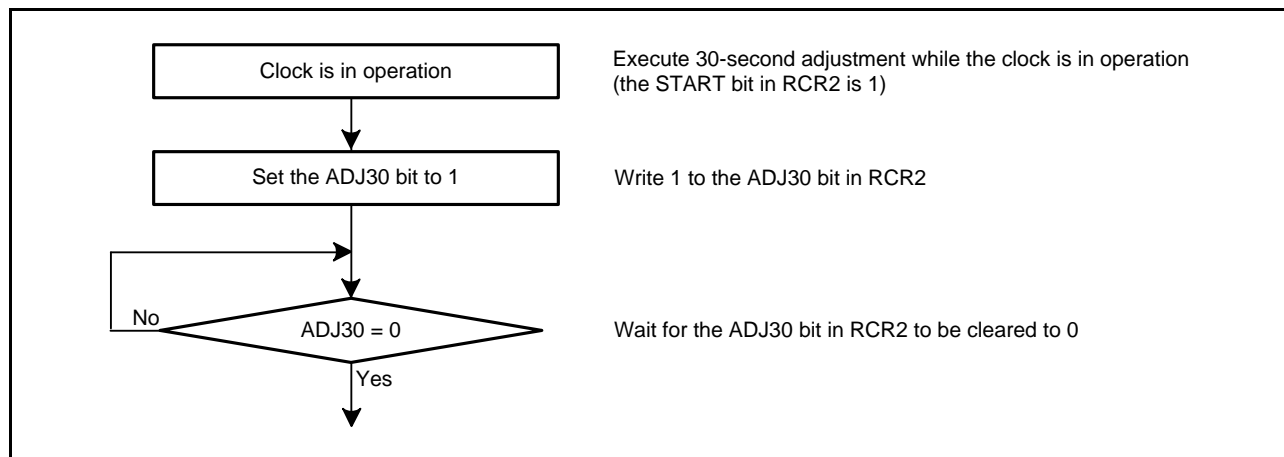 Clock is in operation
Execute 30-second adjustment while the clock is in operation
(the START bit in RCR2 is 1)
Set the ADJ30 bit to 1
Write 1 to the ADJ30 bit in RCR2
No
ADJ30 = 0
Wait for the ADJ30 bit in RCR2 to be cleared to 0
Yes